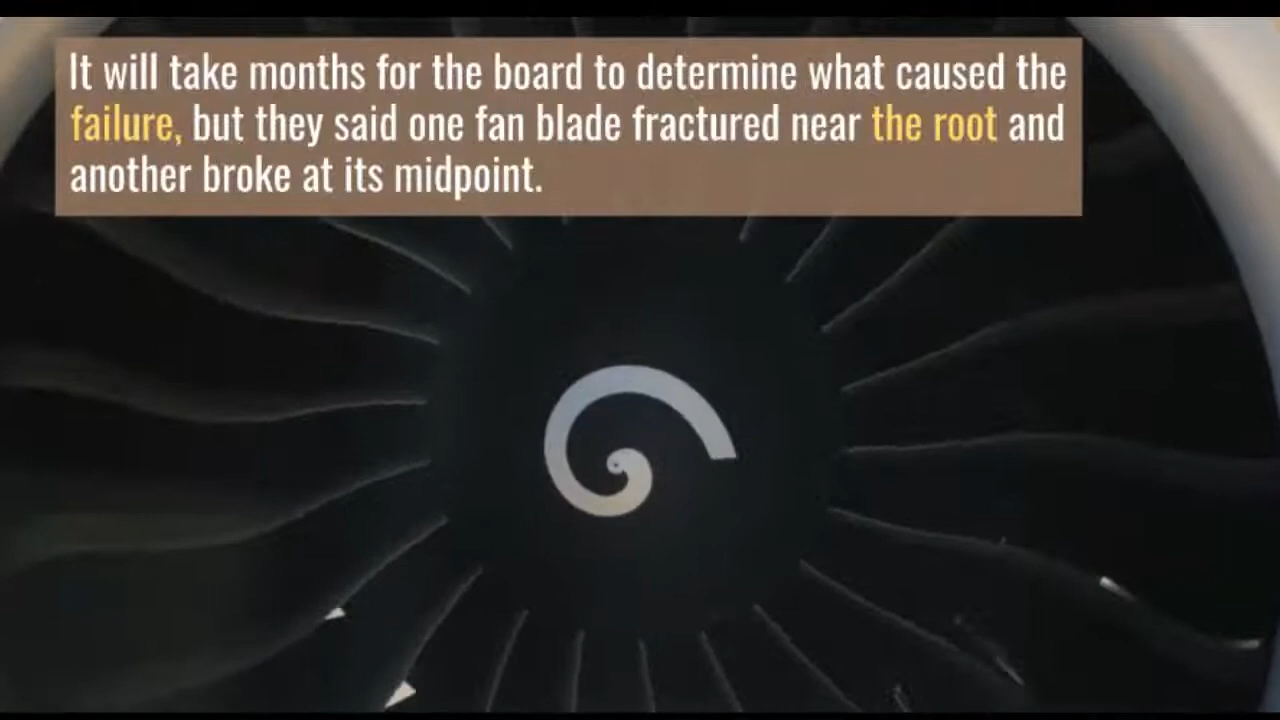 It will take months for the board to determine what caused the
failure, but they said one fan blade fractured near the root and
another broke at its midpoint.